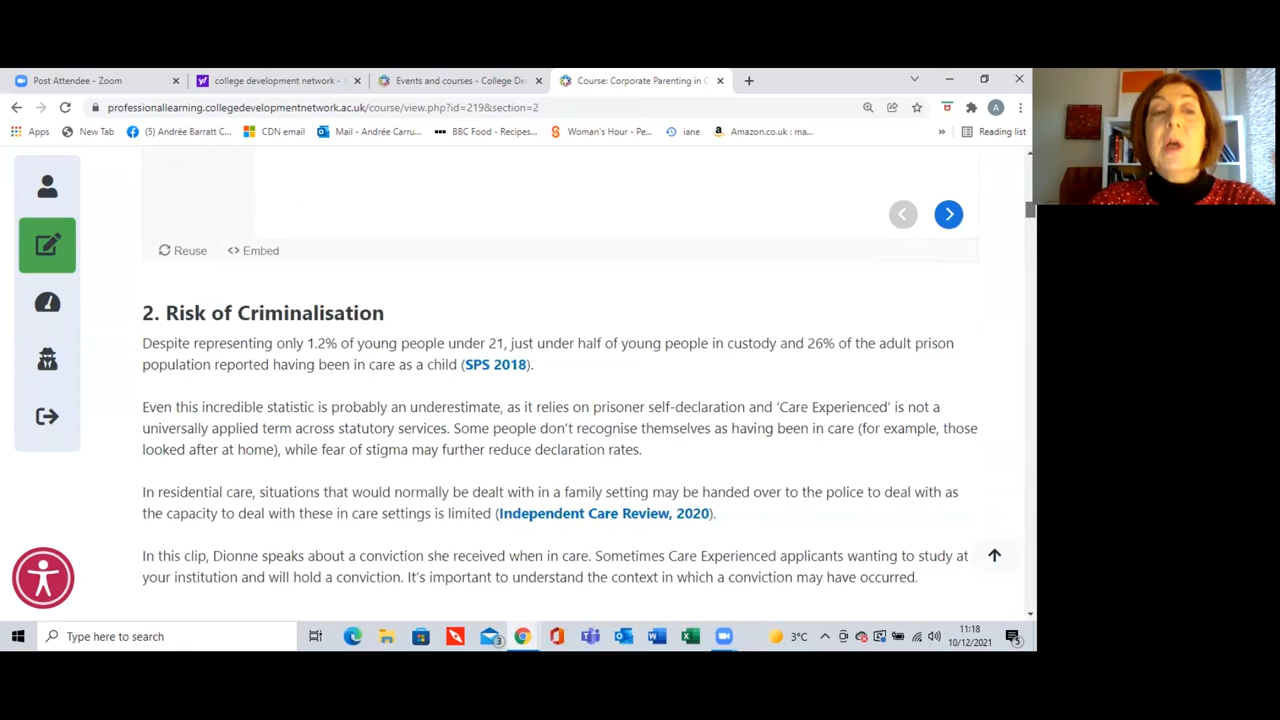 Post Attendee - Zoom
college development network - Y
Events and courses - College De
Course: Corporate Parenting in C
professionallearning.collegedevelopmentnetwork.ac.uk/course/view.php?id=219&section=2
Apps
New Tab
(5) Andrée Barratt C...
CDN email
Mail - Andrée Carru...
BBC Food - Recipes...
Woman's Hour - Pe...
iane
Amazon.co.uk : ma...
»
Reading list
A
Reuse
<> Embed
2. Risk of Criminalisation
Despite representing only 1.2% of young people under 21, just under half of young people in custody and 26% of the adult prison
population reported having been in care as a child (SPS 2018).
Even this incredible statistic is probably an underestimate, as it relies on prisoner self-declaration and ‘Care Experienced’ is not a
universally applied term across statutory services. Some people don’t recognise themselves as having been in care (for example, those
looked after at home), while fear of stigma may further reduce declaration rates.
In residential care, situations that would normally be dealt with in a family setting may be handed over to the police to deal with as
the capacity to deal with these in care settings is limited (Independent Care Review, 2020).
In this clip, Dionne speaks about a conviction she received when in care. Sometimes Care Experienced applicants wanting to study at
your institution and will hold a conviction. It’s important to understand the context in which a conviction may have occurred.
Type here to search
3
3°C
11:18
10/12/2021
5